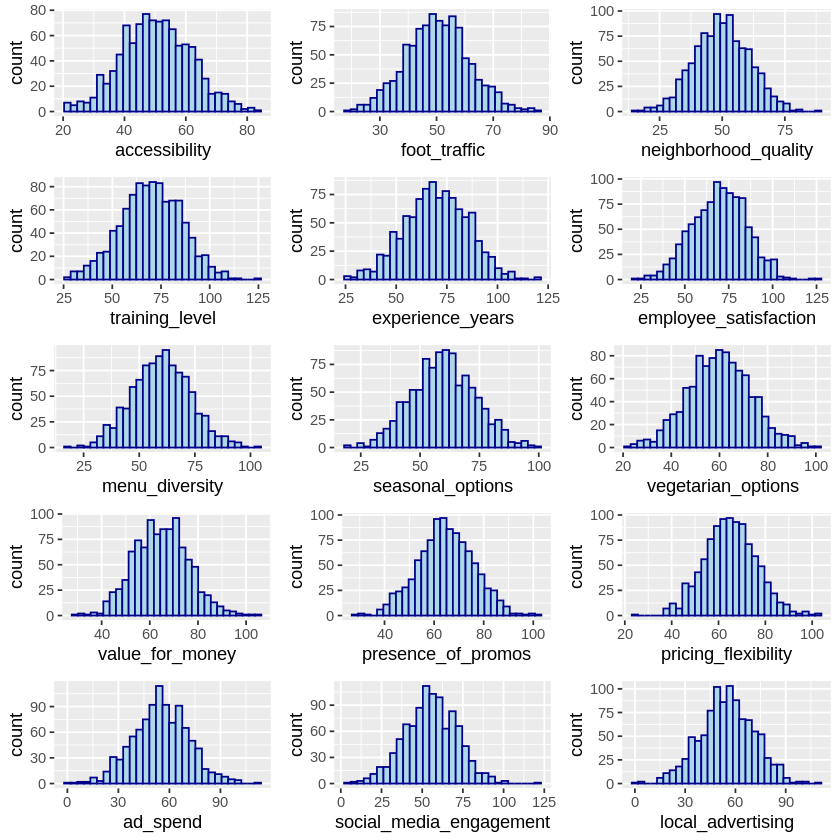 count
80
60
40
20
0
20 40 60 80
accessibility
count
75
50
25
0
30 50 70 90
foot_traffic
count
100
75
50
25
0
25 50 75
neighborhood_quality
count
80
60
40
20
0
25 50 75 100 125
training_level
count
75
50
25
0
25 50 75 100 125
experience_years
count
100
75
50
25
0
25 50 75 100 125
employee_satisfaction
count
75
50
25
0
25 50 75 100
menu_diversity
count
75
50
25
0
25 50 75 100
seasonal_options
count
80
60
40
20
0
20 40 60 80 100
vegetarian_options
count
100
75
50
25
0
40 60 80 100
value_for_money
count
100
75
50
25
0
40 60 80 100
presence_of_promos
count
100
75
50
25
0
20 40 60 80 100
pricing_flexibility
count
90
60
30
0
0 30 60 90
ad_spend
count
90
60
30
0
0 25 50 75 100 125
social_media_engagement
count
100
75
50
25
0
0 30 60 90
local_advertising